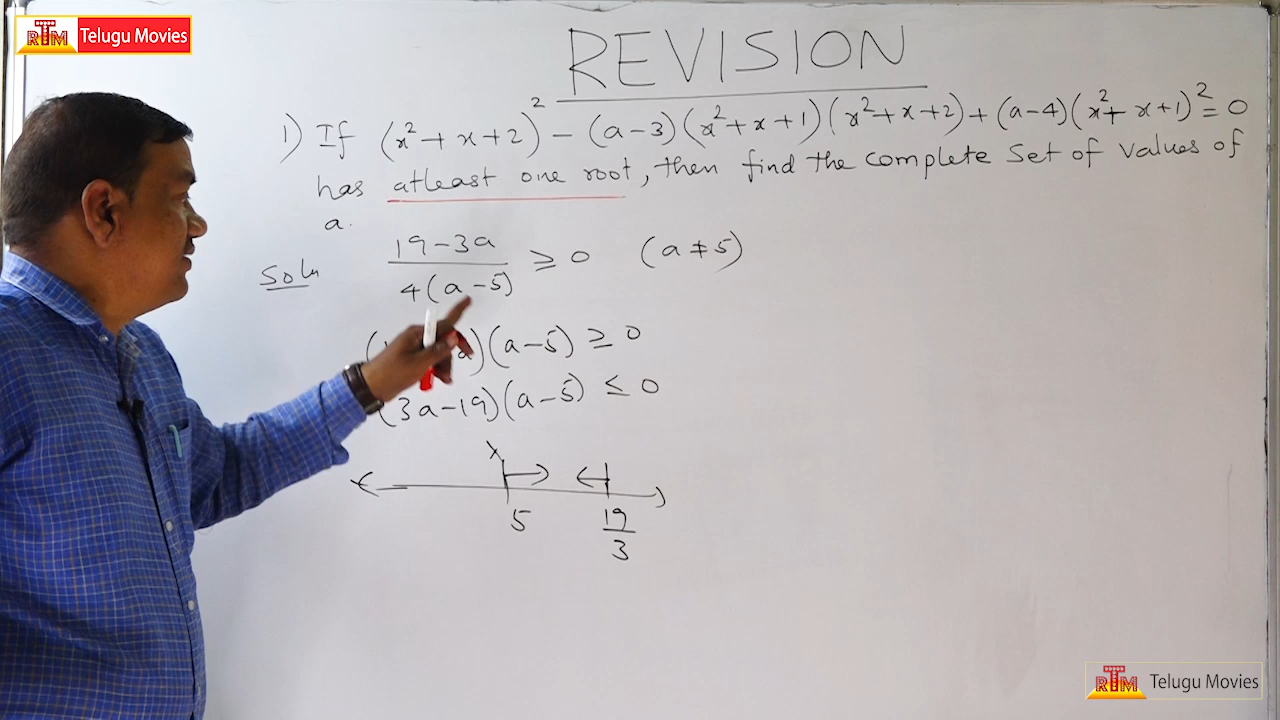 RTM Telugu Movies
REVISION
1) If (x²+x+2)² − (a−3)(x²+x+1)(x²+x+2)+(a−4)(x²+x+1)²=0
has atleast one root, then find the complete set of values of
a.
Soln 19−3a / 4(a−5) ≥ 0 (a≠5)
a)(a−5) ≥ 0
(3a−19)(a−5) ≤ 0
5 19/3
RTM Telugu Movies